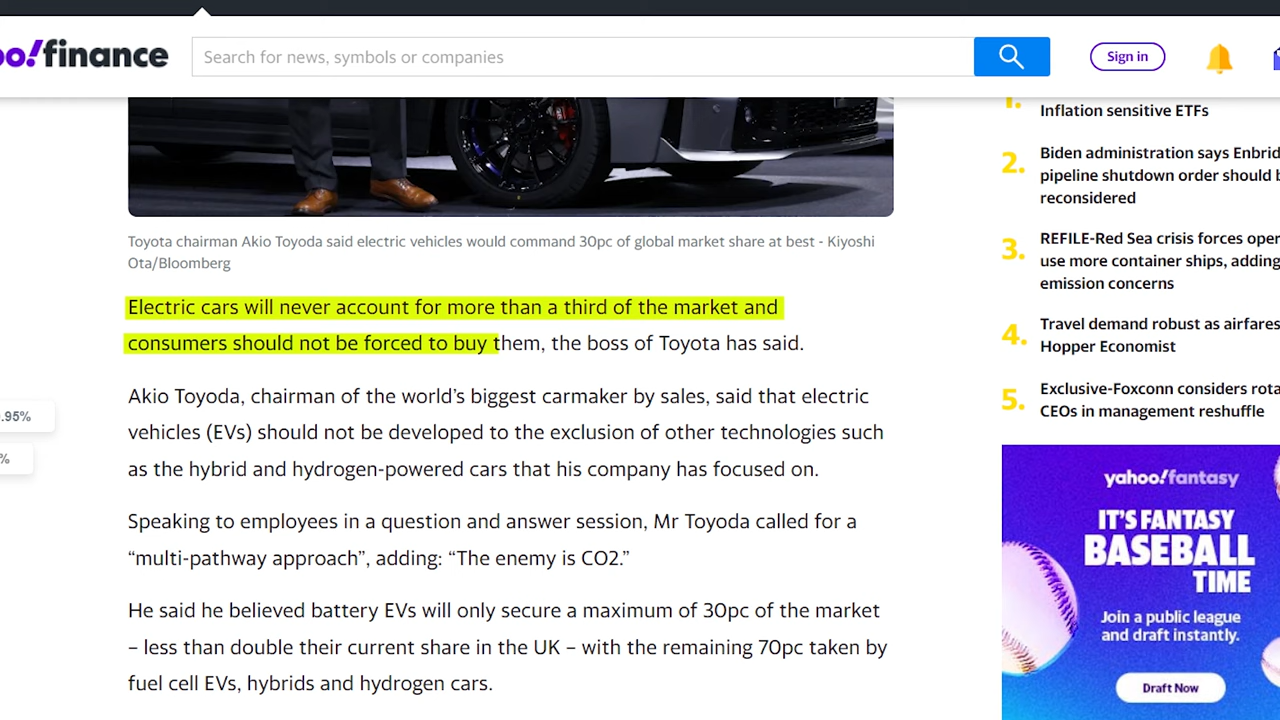 oo!finance
Search for news, symbols or companies
Sign in
Toyota chairman Akio Toyoda said electric vehicles would command 30pc of global market share at best - Kiyoshi
Ota/Bloomberg
Electric cars will never account for more than a third of the market and
consumers should not be forced to buy them, the boss of Toyota has said.
Akio Toyoda, chairman of the world’s biggest carmaker by sales, said that electric
vehicles (EVs) should not be developed to the exclusion of other technologies such
as the hybrid and hydrogen-powered cars that his company has focused on.
Speaking to employees in a question and answer session, Mr Toyoda called for a
“multi-pathway approach”, adding: “The enemy is CO2.”
He said he believed battery EVs will only secure a maximum of 30pc of the market
– less than double their current share in the UK – with the remaining 70pc taken by
fuel cell EVs, hybrids and hydrogen cars.
.95%
%
1.
Inflation sensitive ETFs
2.
Biden administration says Enbrid
pipeline shutdown order should b
reconsidered
3.
REFILE-Red Sea crisis forces oper
use more container ships, adding
emission concerns
4.
Travel demand robust as airfares
Hopper Economist
5.
Exclusive-Foxconn considers rota
CEOs in management reshuffle
yahoo!fantasy
IT'S FANTASY
BASEBALL
TIME
Join a public league
and draft instantly.
Draft Now